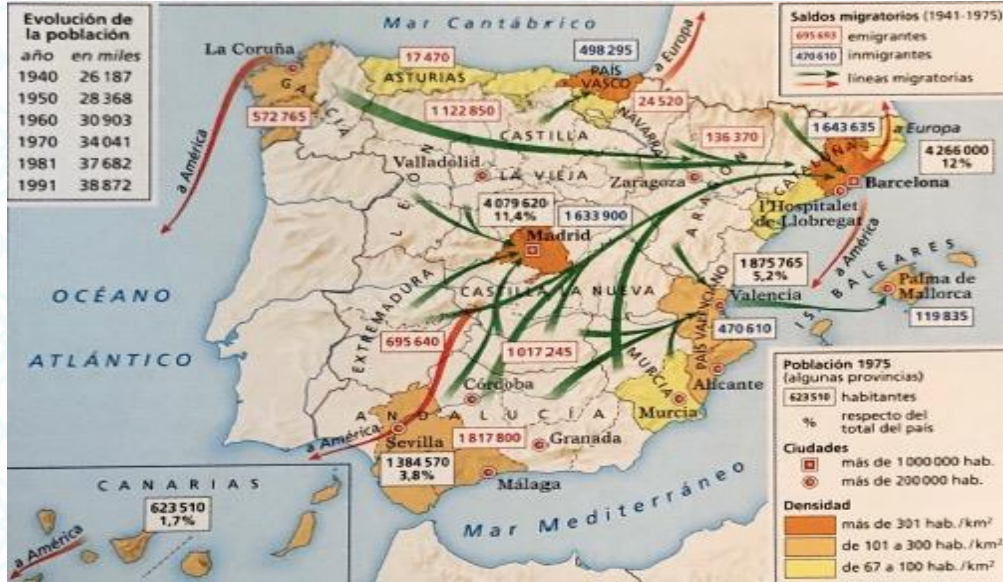 Evolución de
la población
año en miles
1940 26 187
1950 28 368
1960 30 903
1970 34 041
1981 37 682
1991 38 872
Mar Cantábrico
Saldos migratorios (1941-1975)
695 693 emigrantes
470 610 inmigrantes
líneas migratorias
La Coruña
17 470
ASTURIAS
498 295
PAÍS
VASCO
a Europa
GALICIA
572 765
1 122 850
24 520
NAVARRA
136 370
1 643 635
a Europa
CATALUÑA
4 266 000
12%
Barcelona
l'Hospitalet
de Llobregat
a América
CASTILLA
LA VIEJA
Valladolid
LEÓN
Zaragoza
ARAGÓN
4 079 620
11,4%
1 633 900
Madrid
a América
1 875 765
5,2%
Valencia
IS. BALEARES
Palma de
Mallorca
119 835
OCÉANO
ATLÁNTICO
EXTREMADURA
CASTILLA LA NUEVA
PAÍS VALENCIANO
470 610
695 640
1 017 245
MURCIA
Alicante
Murcia
Córdoba
ANDALUCÍA
a América
Sevilla
1 817 800
Granada
1 384 570
3,8%
Málaga
Mar Mediterráneo
CANARIAS
623 510
1,7%
a América
Población 1975
(algunas provincias)
623 510 habitantes
% respecto del
total del país
Ciudades
más de 1 000 000 hab.
más de 200 000 hab.
Densidad
más de 301 hab./km²
de 101 a 300 hab./km²
de 67 a 100 hab./km²